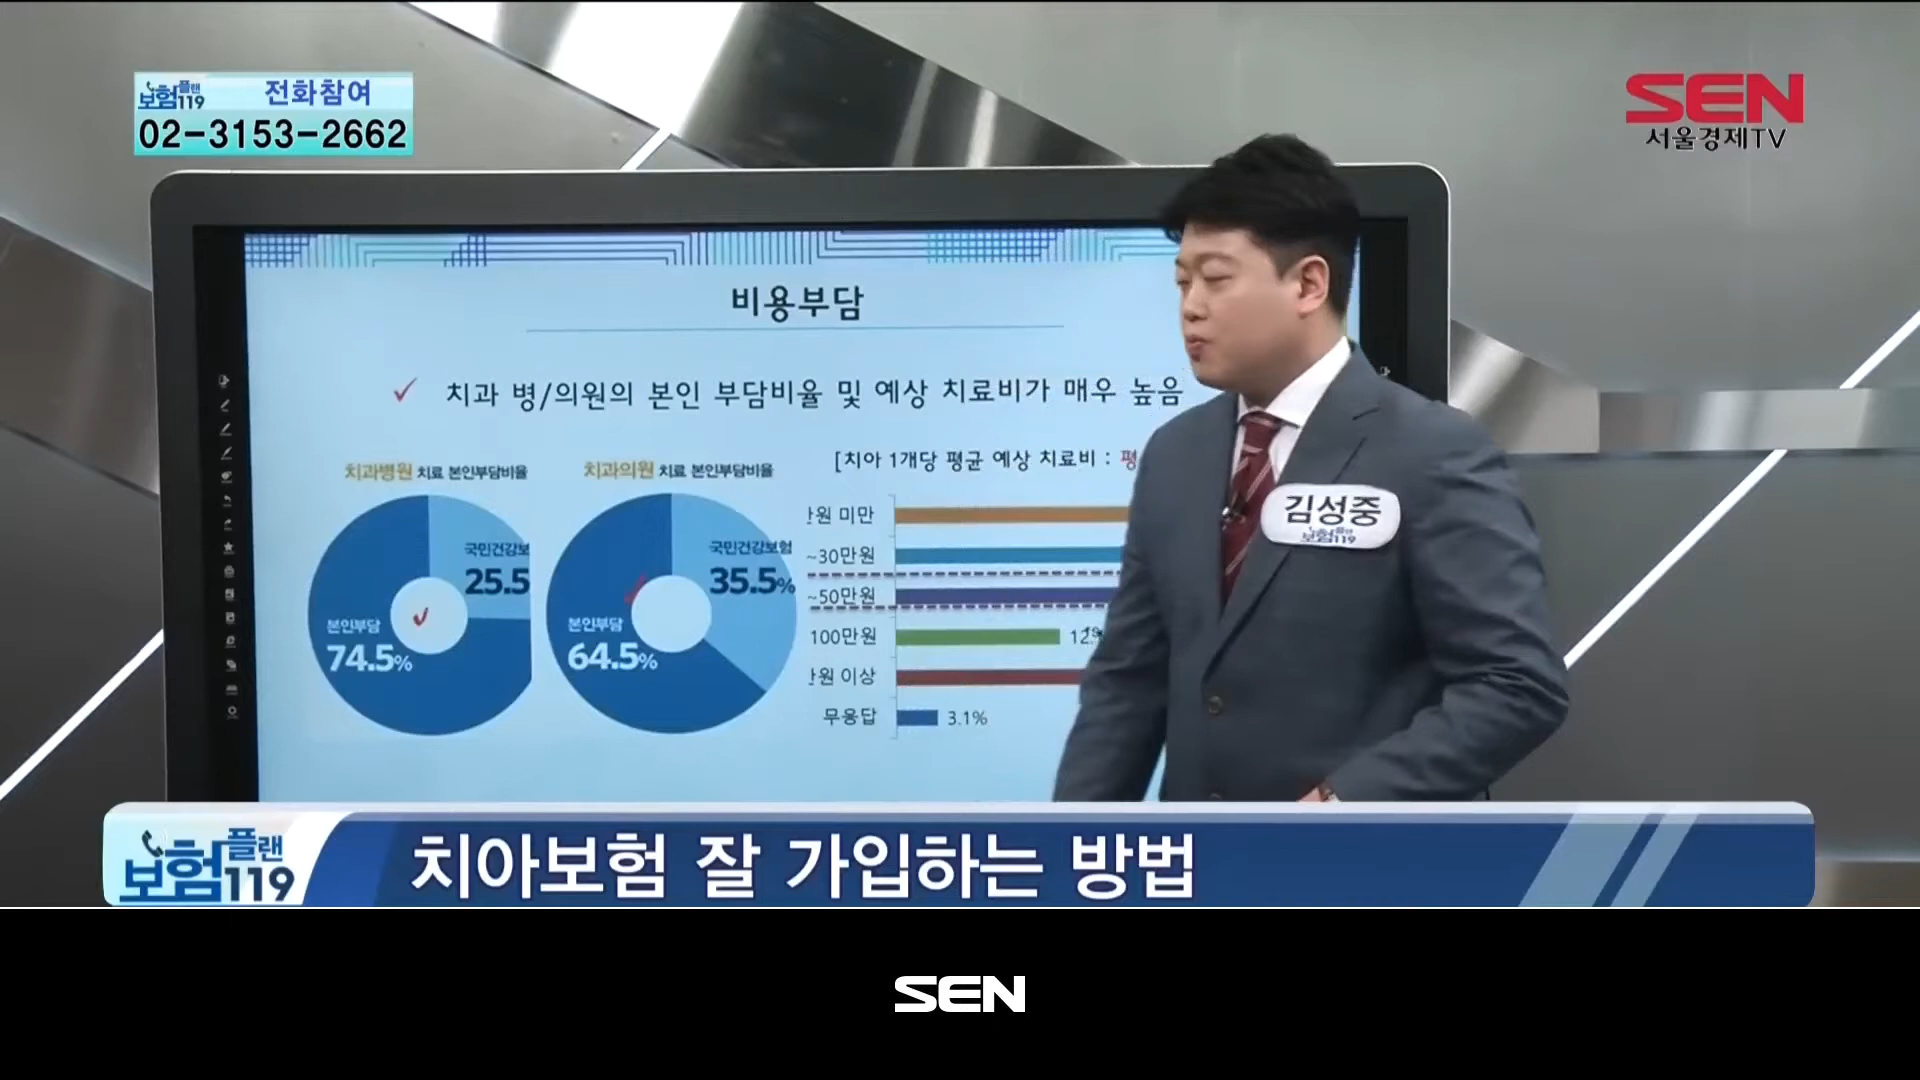 보험플랜119 전화참여
02-3153-2662
SEN
서울경제TV
비용부담
✓ 치과 병/의원의 본인 부담비율 및 예상 치료비가 매우 높음
치과병원 치료 본인부담비율
국민건강보
25.5
본인부담
74.5%
치과의원 치료 본인부담비율
국민건강보험
35.5%
본인부담
64.5%
[치아 1개당 평균 예상 치료비 : 평
만원 미만
~30만원
~50만원
100만원
만원 이상
무응답 3.1%
김성중
보험플랜119
보험플랜119
치아보험 잘 가입하는 방법
SEN